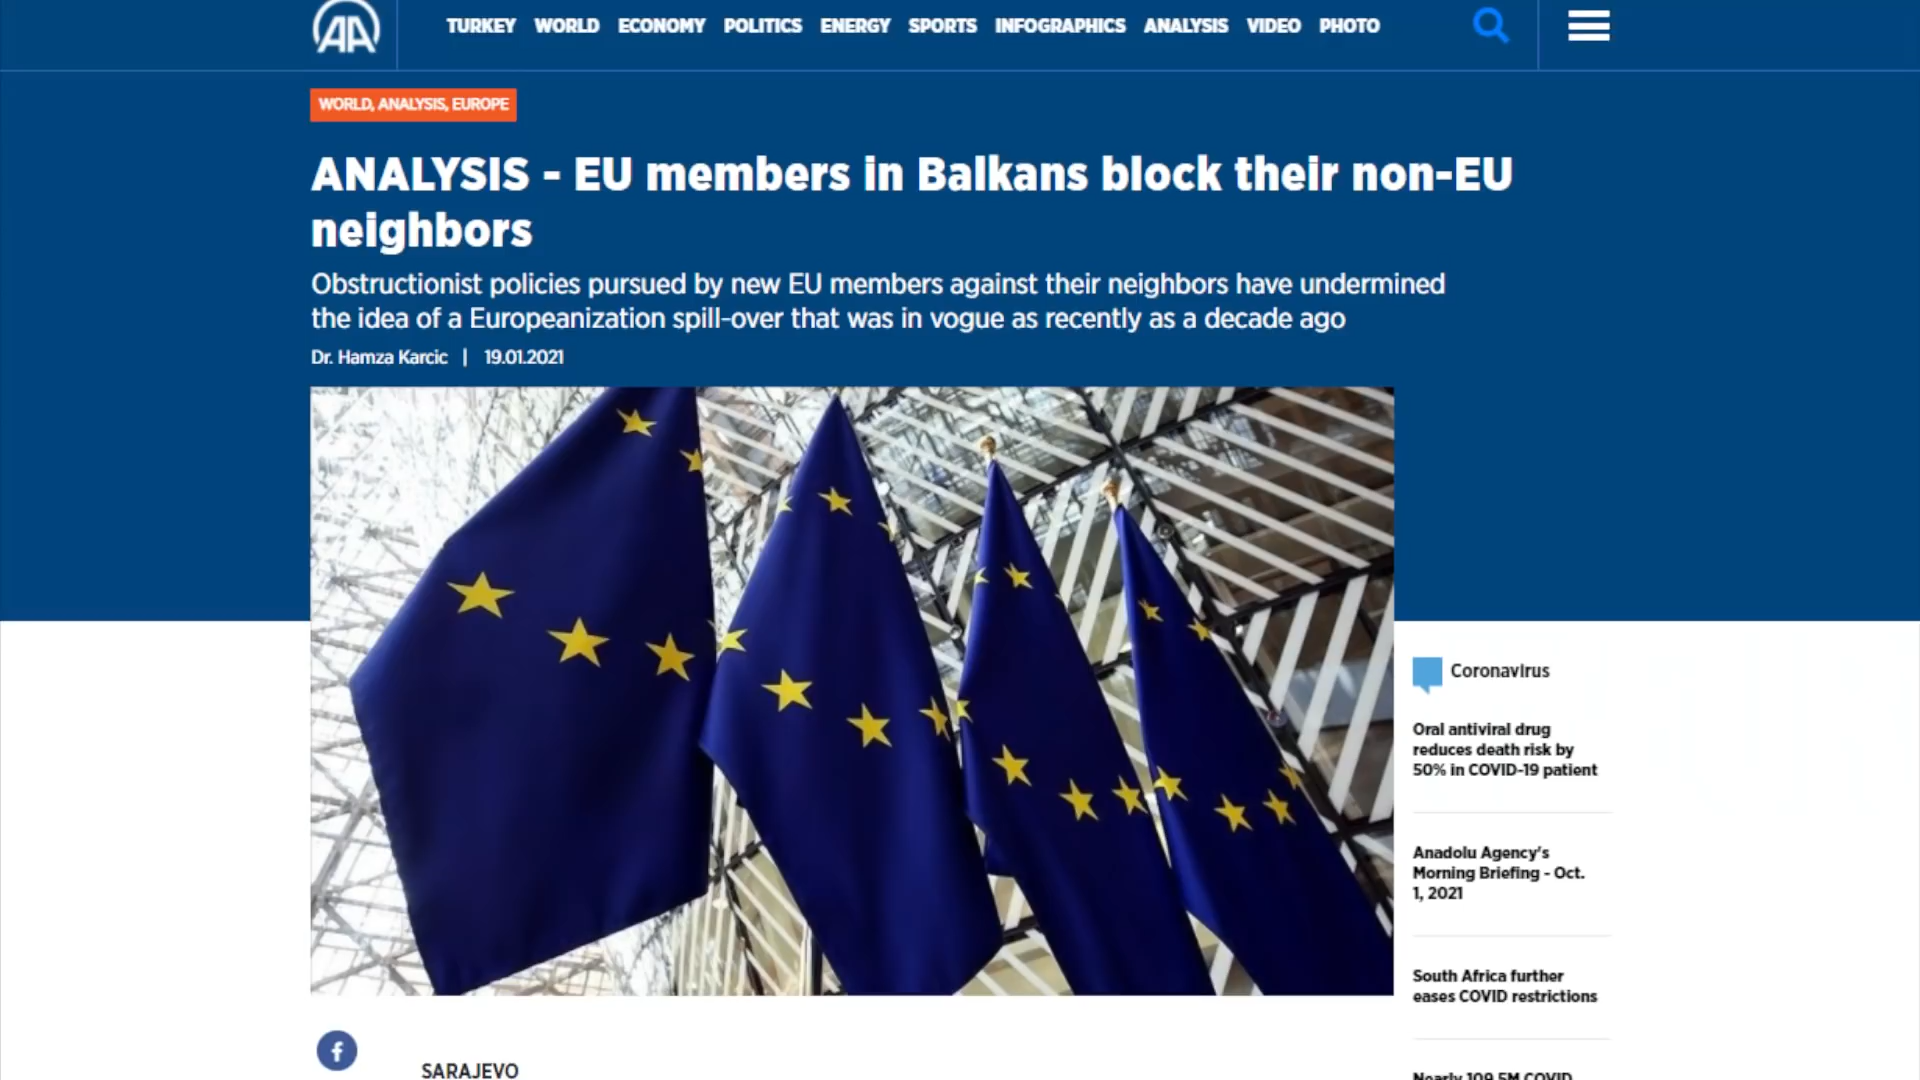 AA
TURKEY WORLD ECONOMY POLITICS ENERGY SPORTS INFOGRAPHICS ANALYSIS VIDEO PHOTO
WORLD, ANALYSIS, EUROPE
ANALYSIS - EU members in Balkans block their non-EU
neighbors
Obstructionist policies pursued by new EU members against their neighbors have undermined
the idea of a Europeanization spill-over that was in vogue as recently as a decade ago
Dr. Hamza Karcic | 19.01.2021
Coronavirus
Oral antiviral drug
reduces death risk by
50% in COVID-19 patient
Anadolu Agency's
Morning Briefing - Oct.
1, 2021
South Africa further
eases COVID restrictions
Nearly 109.5M COVID
f
SARAJEVO